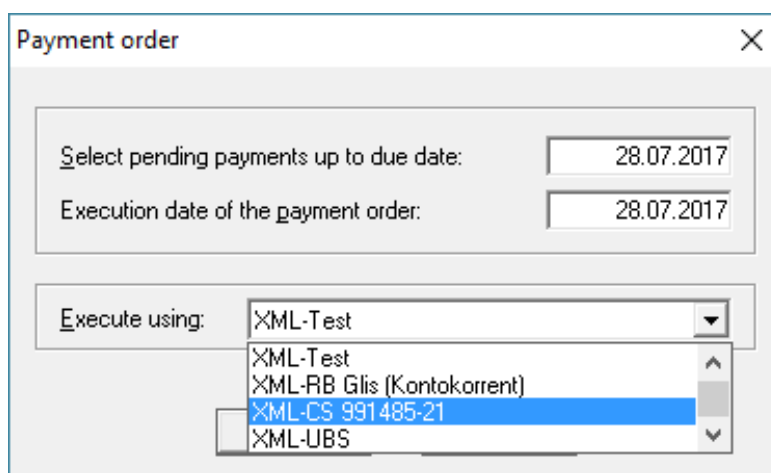 Payment order
Select pending payments up to due date: 28.07.2017
Execution date of the payment order: 28.07.2017
Execute using: XML-Test
XML-Test
XML-RB Glis (Kontokorrent)
XML-CS 991485-21
XML-UBS